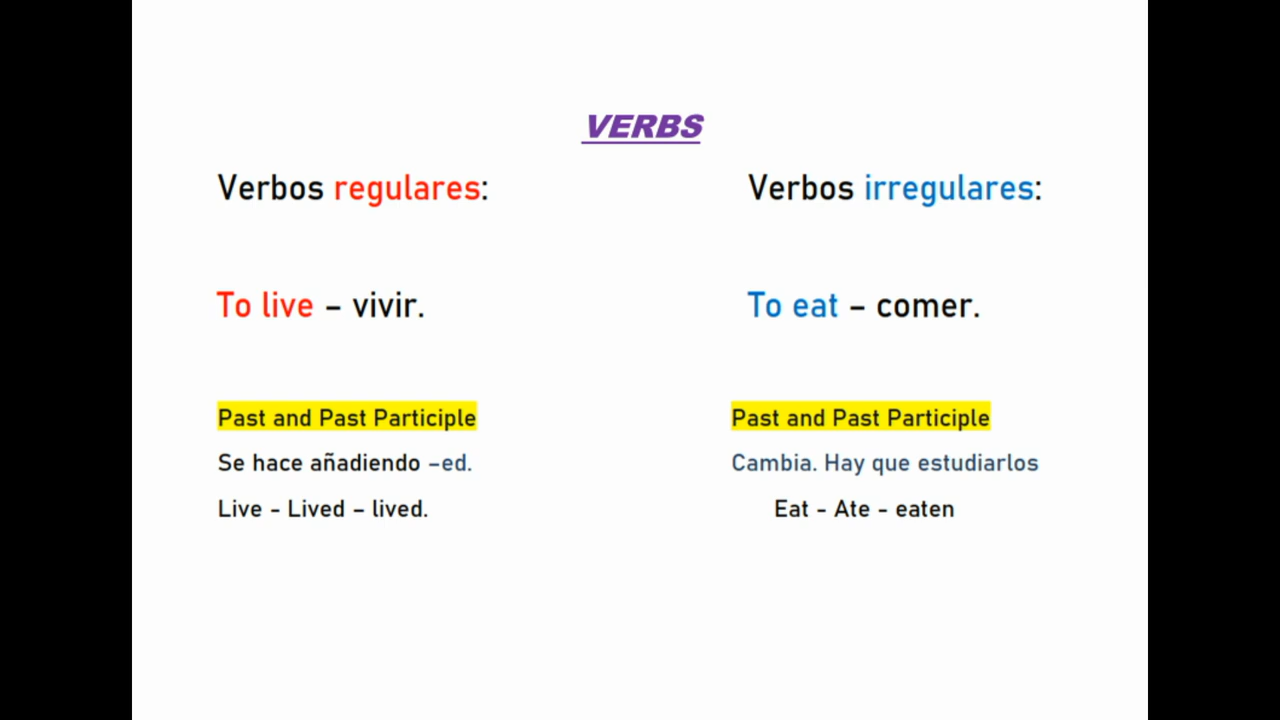 VERBS
Verbos regulares:
Verbos irregulares:
To live – vivir.
To eat – comer.
Past and Past Participle
Se hace añadiendo –ed.
Live - Lived – lived.
Past and Past Participle
Cambia. Hay que estudiarlos
Eat - Ate - eaten